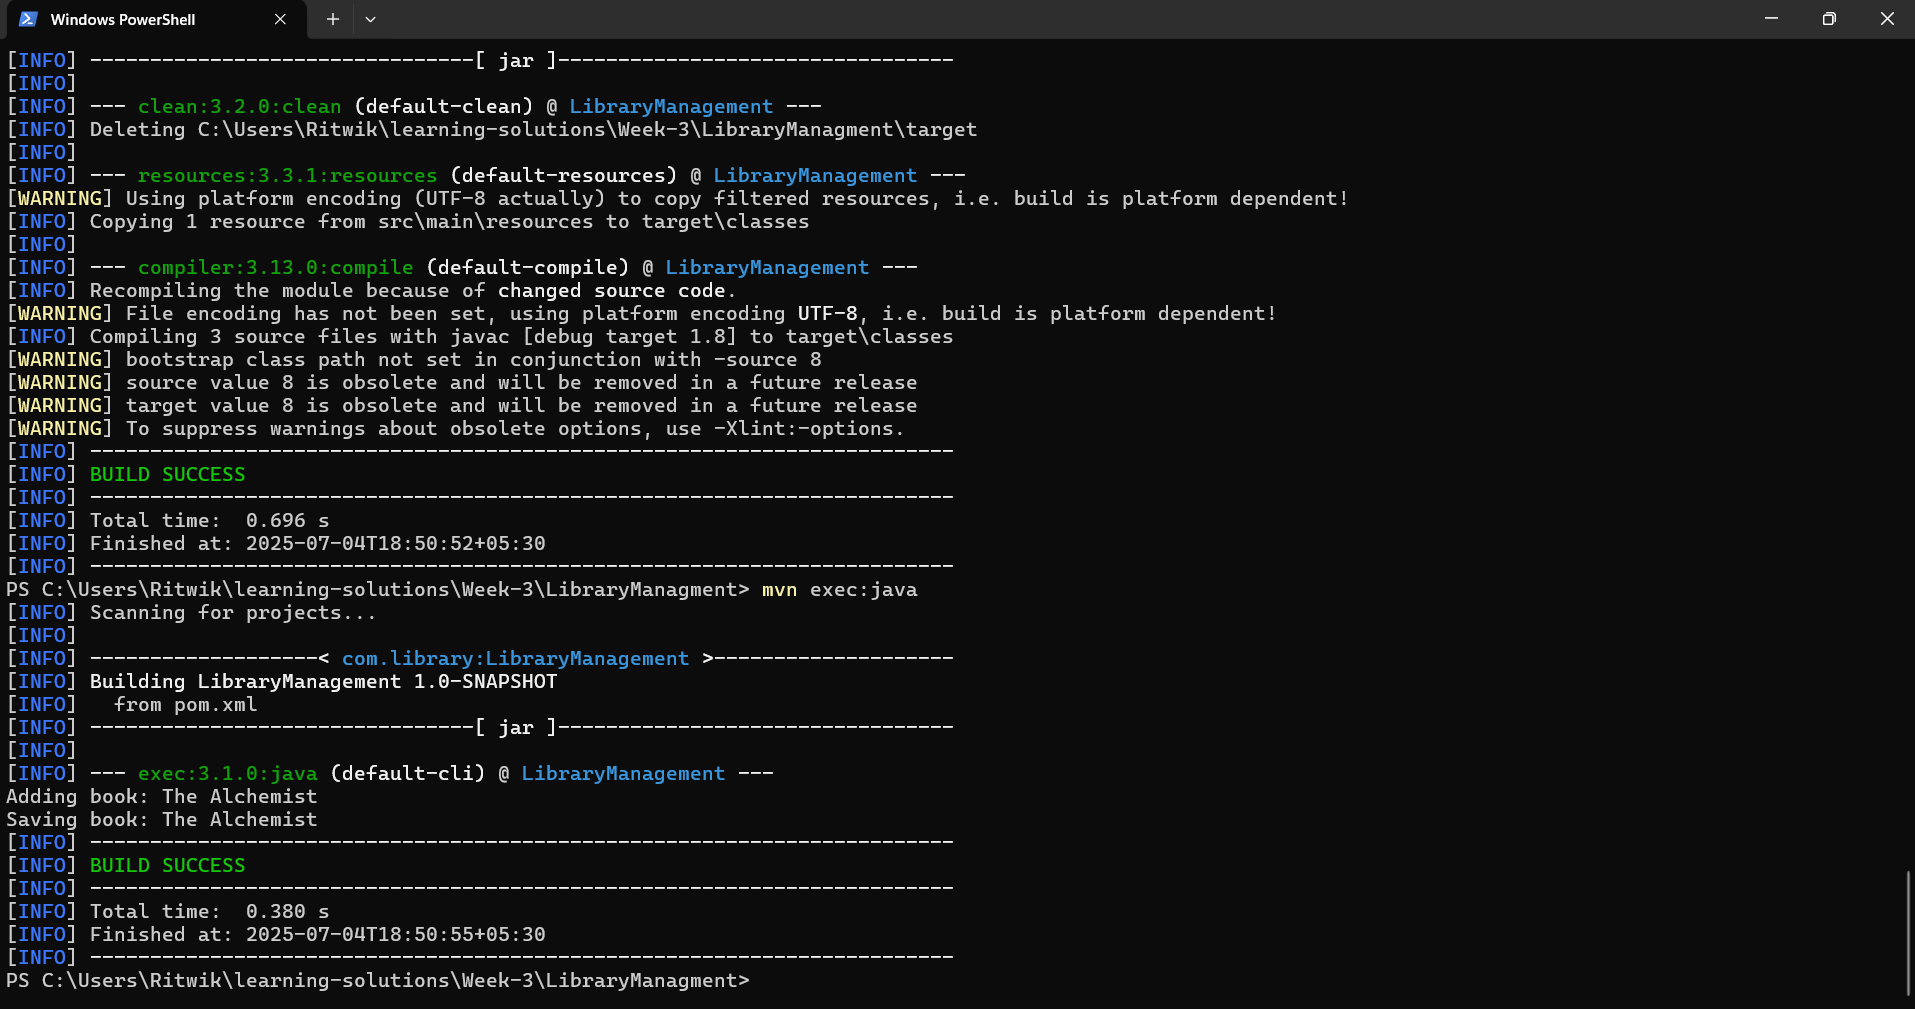 Windows PowerShell
[INFO] --------------------------------[ jar ]---------------------------------
[INFO]
[INFO] --- clean:3.2.0:clean (default-clean) @ LibraryManagement ---
[INFO] Deleting C:\Users\Ritwik\learning-solutions\Week-3\LibraryManagment\target
[INFO]
[INFO] --- resources:3.3.1:resources (default-resources) @ LibraryManagement ---
[WARNING] Using platform encoding (UTF-8 actually) to copy filtered resources, i.e. build is platform dependent!
[INFO] Copying 1 resource from src\main\resources to target\classes
[INFO]
[INFO] --- compiler:3.13.0:compile (default-compile) @ LibraryManagement ---
[INFO] Recompiling the module because of changed source code.
[WARNING] File encoding has not been set, using platform encoding UTF-8, i.e. build is platform dependent!
[INFO] Compiling 3 source files with javac [debug target 1.8] to target\classes
[WARNING] bootstrap class path not set in conjunction with -source 8
[WARNING] source value 8 is obsolete and will be removed in a future release
[WARNING] target value 8 is obsolete and will be removed in a future release
[WARNING] To suppress warnings about obsolete options, use -Xlint:-options.
[INFO] ------------------------------------------------------------------------
[INFO] BUILD SUCCESS
[INFO] ------------------------------------------------------------------------
[INFO] Total time:  0.696 s
[INFO] Finished at: 2025-07-04T18:50:52+05:30
[INFO] ------------------------------------------------------------------------
PS C:\Users\Ritwik\learning-solutions\Week-3\LibraryManagment> mvn exec:java
[INFO] Scanning for projects...
[INFO]
[INFO] -------------------< com.library:LibraryManagement >--------------------
[INFO] Building LibraryManagement 1.0-SNAPSHOT
[INFO]   from pom.xml
[INFO] --------------------------------[ jar ]---------------------------------
[INFO]
[INFO] --- exec:3.1.0:java (default-cli) @ LibraryManagement ---
Adding book: The Alchemist
Saving book: The Alchemist
[INFO] ------------------------------------------------------------------------
[INFO] BUILD SUCCESS
[INFO] ------------------------------------------------------------------------
[INFO] Total time:  0.380 s
[INFO] Finished at: 2025-07-04T18:50:55+05:30
[INFO] ------------------------------------------------------------------------
PS C:\Users\Ritwik\learning-solutions\Week-3\LibraryManagment>